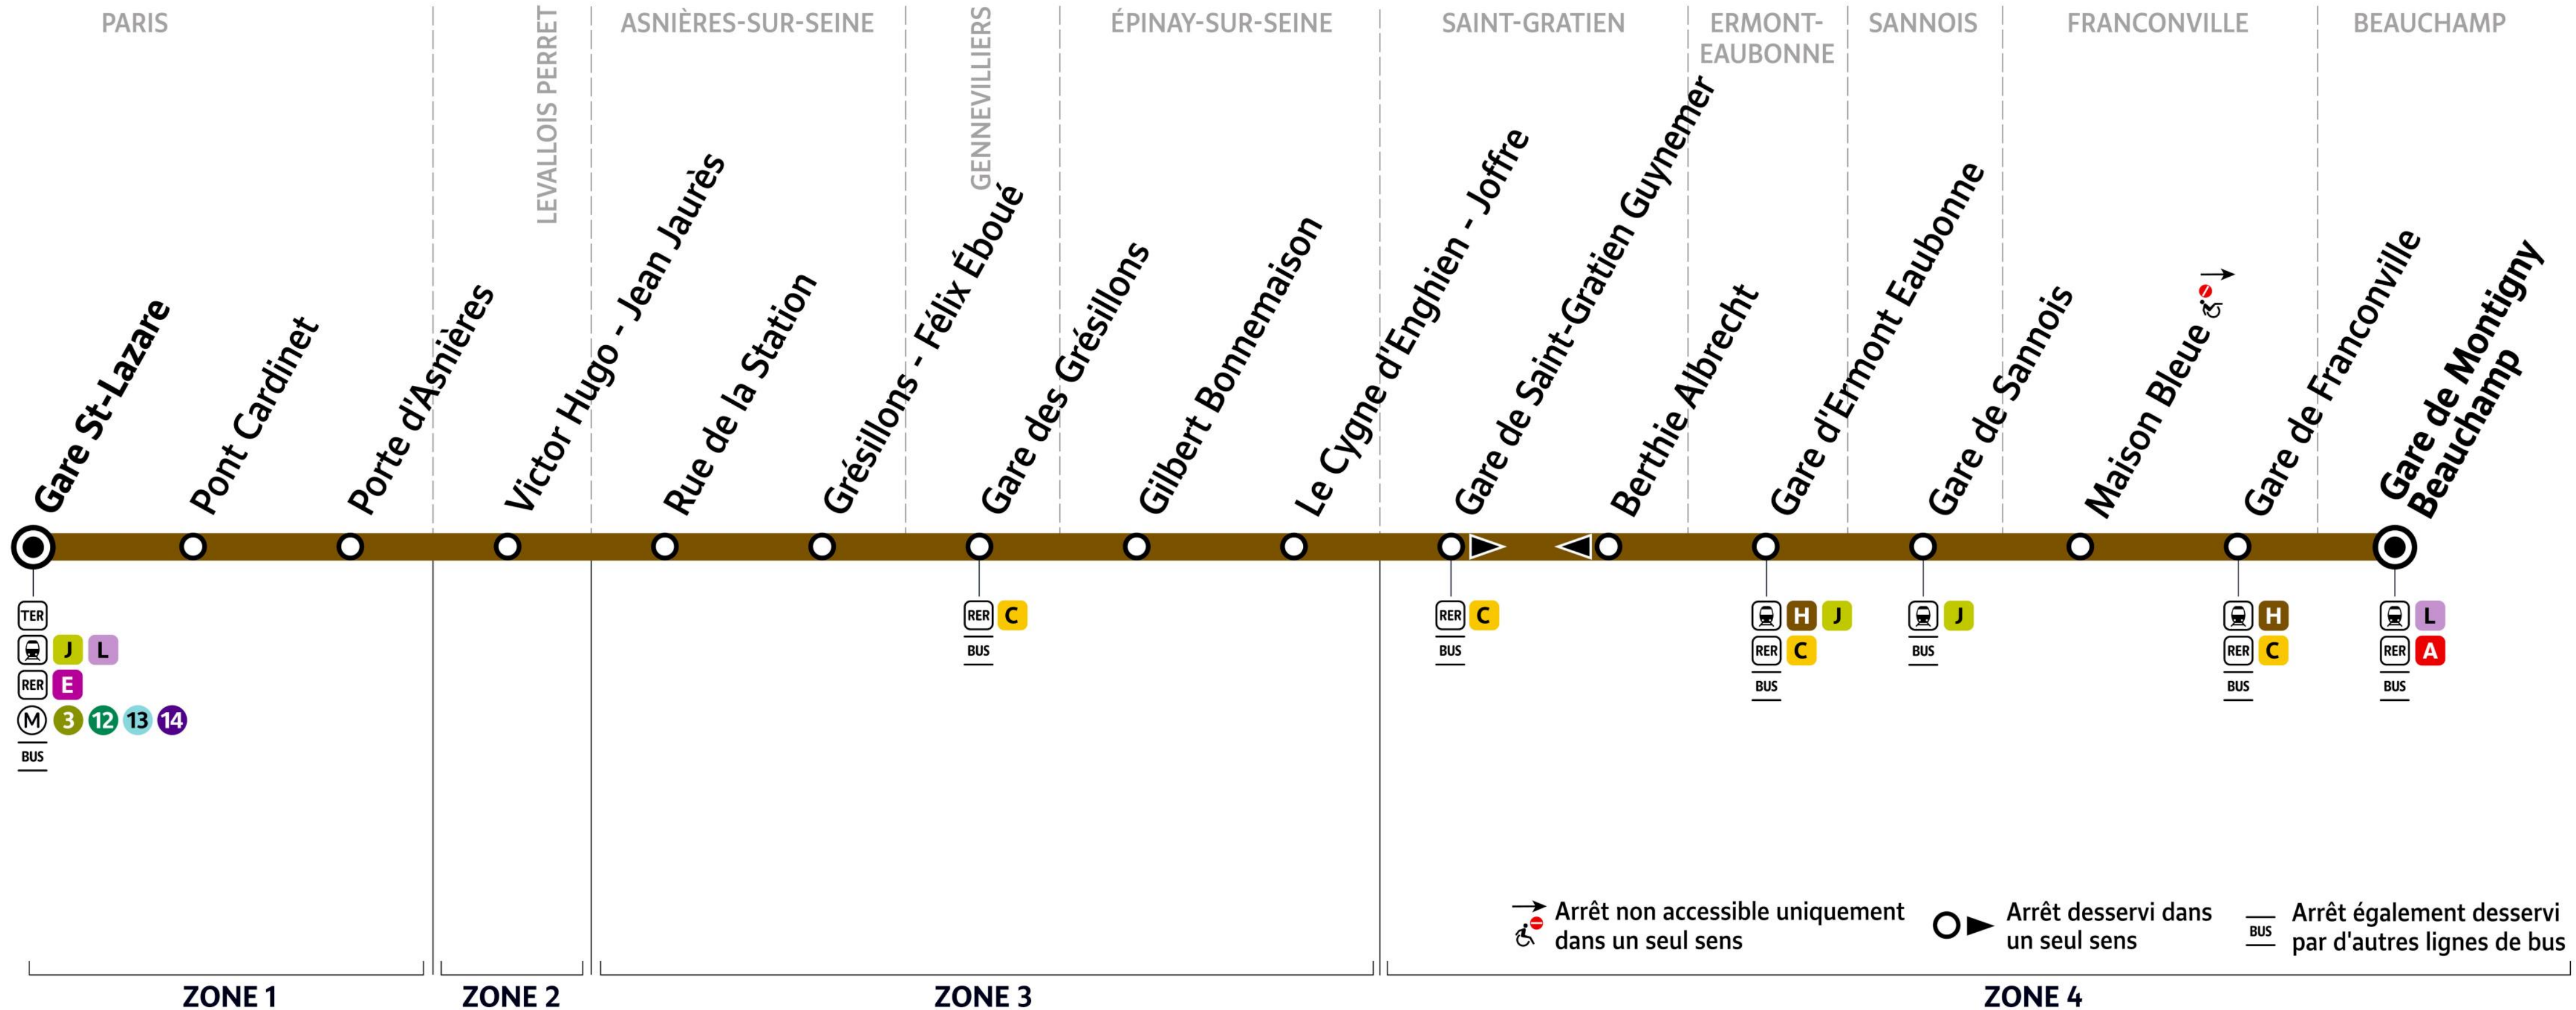 PARIS
LEVALLOIS PERRET
ASNIÈRES-SUR-SEINE
GENNEVILLIERS
ÉPINAY-SUR-SEINE
SAINT-GRATIEN
ERMONT-
EAUBONNE
SANNOIS
FRANCONVILLE
BEAUCHAMP
Gare St-Lazare
Pont Cardinet
Porte d'Asnières
Victor Hugo - Jean Jaurès
Rue de la Station
Grésillons - Félix Éboué
Gare des Grésillons
Gilbert Bonnemaison
Le Cygne d'Enghien - Joffre
Gare de Saint-Gratien Guynemer
Berthie Albrecht
Gare d'Ermont Eaubonne
Gare de Sannois
Maison Bleue
Gare de Franconville
Gare de Montigny
Beauchamp
TER
J L
RER E
M 3 12 13 14
BUS
RER C
BUS
RER C
BUS
H J
RER C
BUS
J
BUS
H
RER C
BUS
L
RER A
BUS
Arrêt non accessible uniquement
dans un seul sens
Arrêt desservi dans
un seul sens
BUS
Arrêt également desservi
par d'autres lignes de bus
ZONE 1
ZONE 2
ZONE 3
ZONE 4